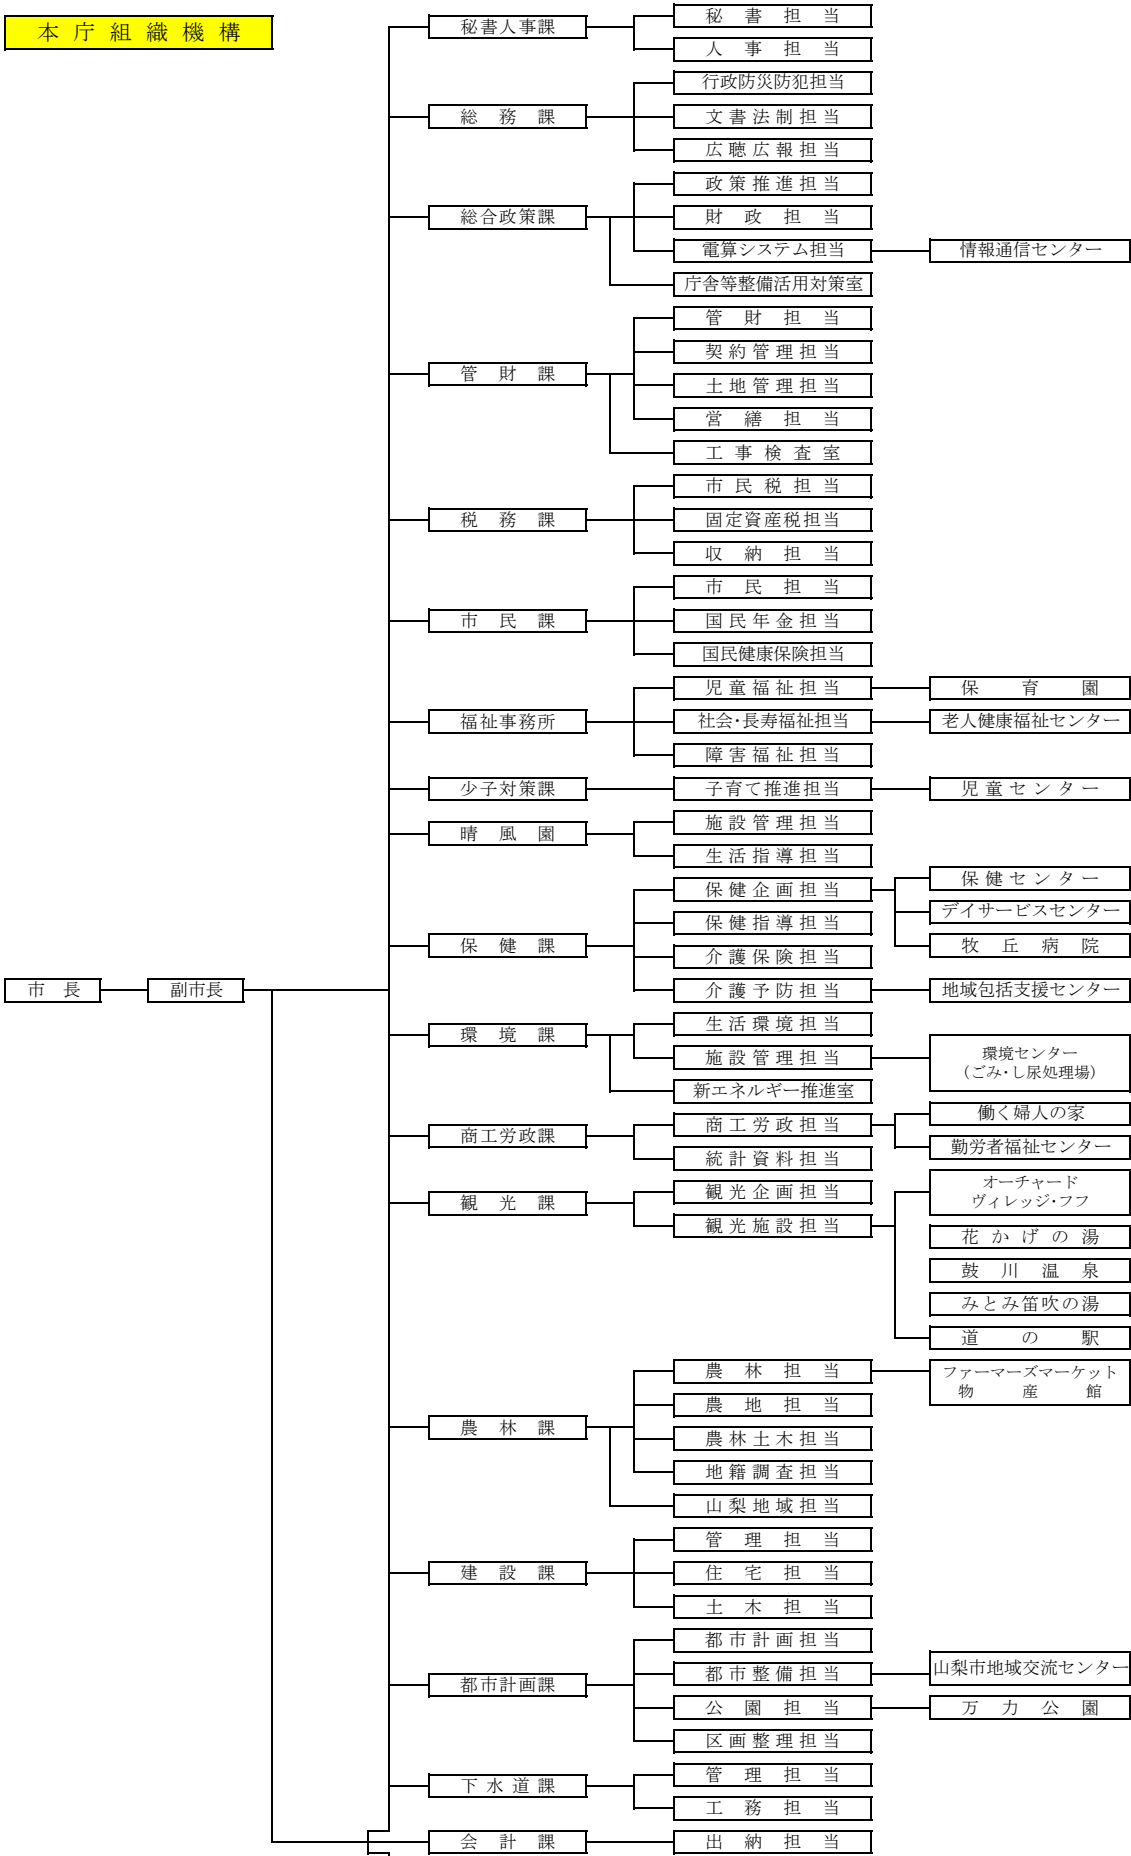 本庁組織機構
市長
副市長
秘書人事課
秘書担当
人事担当
総務課
行政防災防犯担当
文書法制担当
広聴広報担当
総合政策課
政策推進担当
財政担当
電算システム担当
情報通信センター
庁舎等整備活用対策室
管財課
管財担当
契約管理担当
土地管理担当
営繕担当
工事検査室
税務課
市民税担当
固定資産税担当
収納担当
市民課
市民担当
国民年金担当
国民健康保険担当
福祉事務所
児童福祉担当
保育園
社会・長寿福祉担当
老人健康福祉センター
障害福祉担当
少子対策課
子育て推進担当
児童センター
晴風園
施設管理担当
生活指導担当
保健課
保健企画担当
保健センター
デイサービスセンター
牧丘病院
保健指導担当
介護保険担当
介護予防担当
地域包括支援センター
環境課
生活環境担当
施設管理担当
環境センター
（ごみ・し尿処理場）
新エネルギー推進室
商工労政課
商工労政担当
働く婦人の家
勤労者福祉センター
統計資料担当
観光課
観光企画担当
観光施設担当
オーチャード
ヴィレッジ・フフ
花かげの湯
鼓川温泉
みとみ笛吹の湯
道の駅
農林課
農林担当
ファーマーズマーケット
物産館
農地担当
農林土木担当
地籍調査担当
山梨地域担当
建設課
管理担当
住宅担当
土木担当
都市計画課
都市計画担当
都市整備担当
山梨市地域交流センター
公園担当
万力公園
区画整理担当
下水道課
管理担当
工務担当
会計課
出納担当